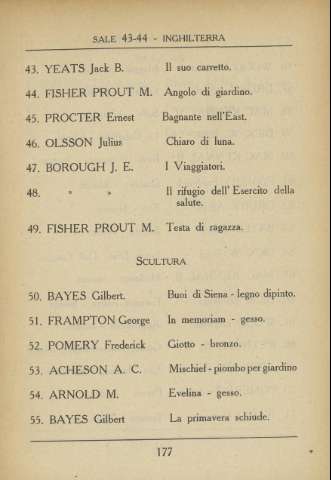 SALE 43-44 - INGHILTERRA
43. YEATS Jack B. Il suo carretto.
44. FISHER PROUT M. Angolo di giardino.
45. PROCTER Ernest Bagnante nell'East.
46. OLSSON Julius Chiaro di luna.
47. BOROUGH J. E. I Viaggiatori.
48. " " Il rifugio dell' Esercito della
salute.
49. FISHER PROUT M. Testa di ragazza.
SCULTURA
50. BAYES Gilbert. Buoi di Siena - legno dipinto.
51. FRAMPTON George In memoriam - gesso.
52. POMERY Frederick Giotto - bronzo.
53. ACHESON A. C. Mischief - piombo per giardino
54. ARNOLD M. Evelina - gesso.
55. BAYES Gilbert La primavera schiude.
177